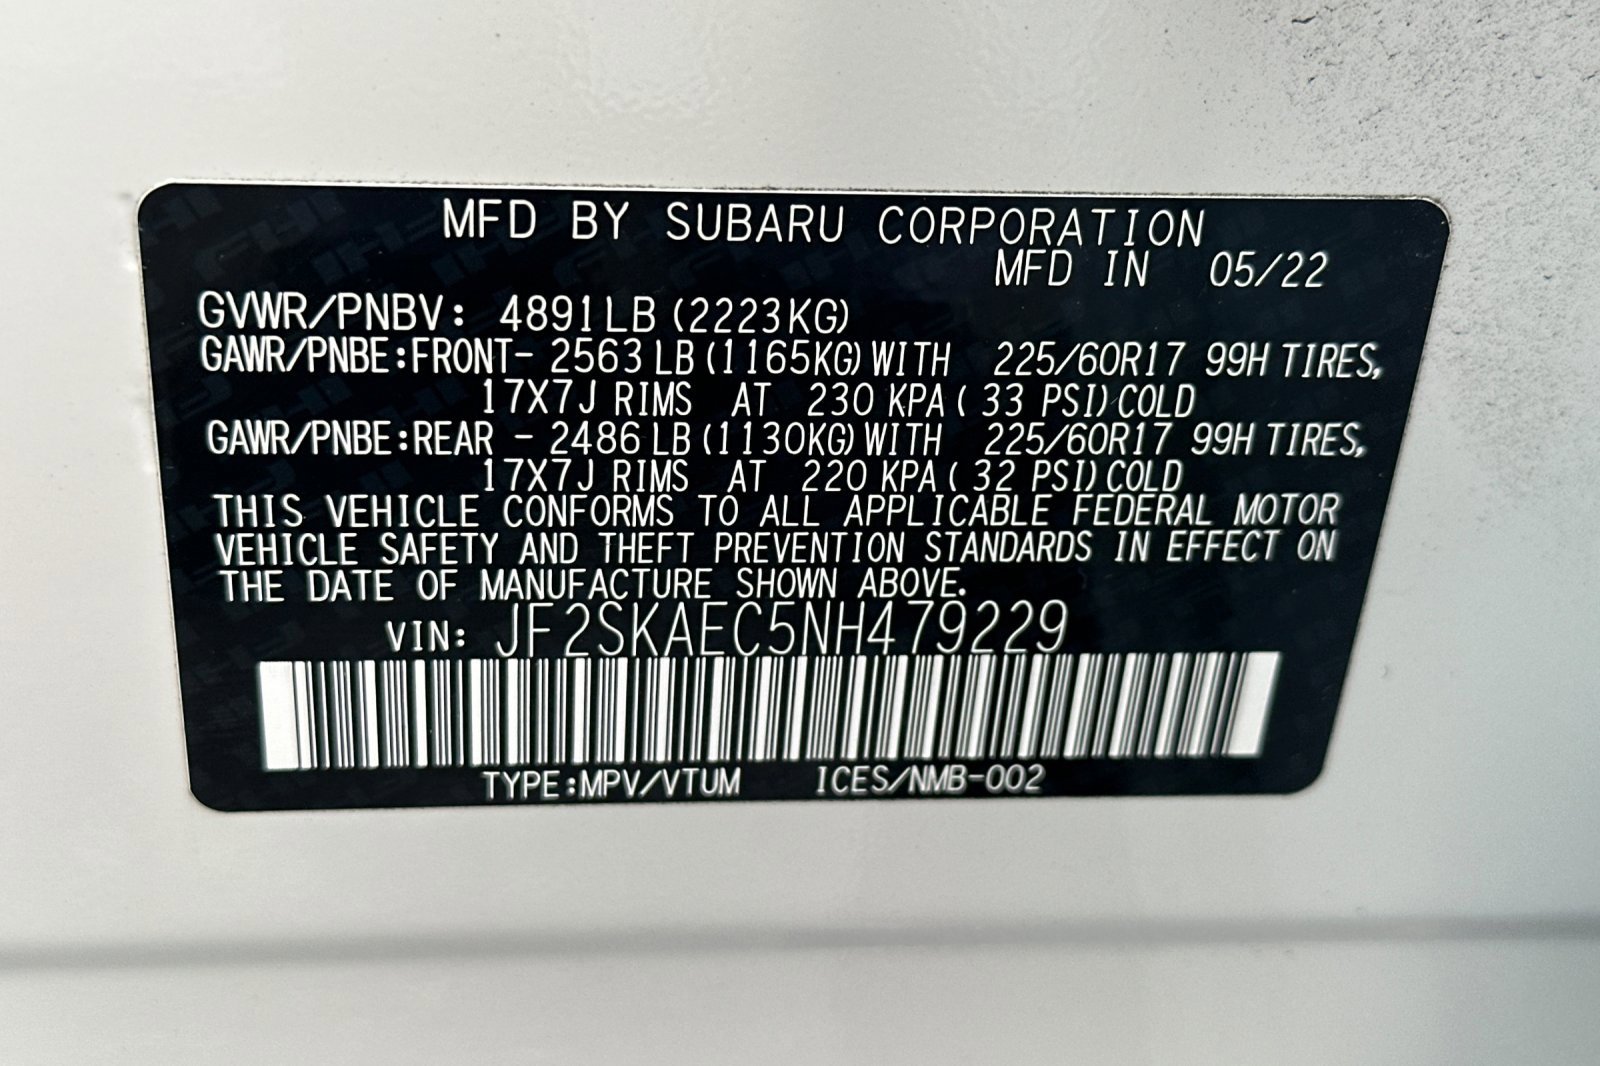 MFD BY SUBARU CORPORATION
MFD IN 05/22
GVWR/PNBV: 4891LB (2223KG)
GAWR/PNBE:FRONT- 2563 LB (1165KG) WITH 225/60R17 99H TIRES,
17X7J RIMS AT 230 KPA ( 33 PSI) COLD
GAWR/PNBE:REAR - 2486 LB (1130KG) WITH 225/60R17 99H TIRES,
17X7J RIMS AT 220 KPA ( 32 PSI) COLD
THIS VEHICLE CONFORMS TO ALL APPLICABLE FEDERAL MOTOR
VEHICLE SAFETY AND THEFT PREVENTION STANDARDS IN EFFECT ON
THE DATE OF MANUFACTURE SHOWN ABOVE.
VIN: JF2SKAEC5NH479229
TYPE:MPV/VTUM ICES/NMB-002